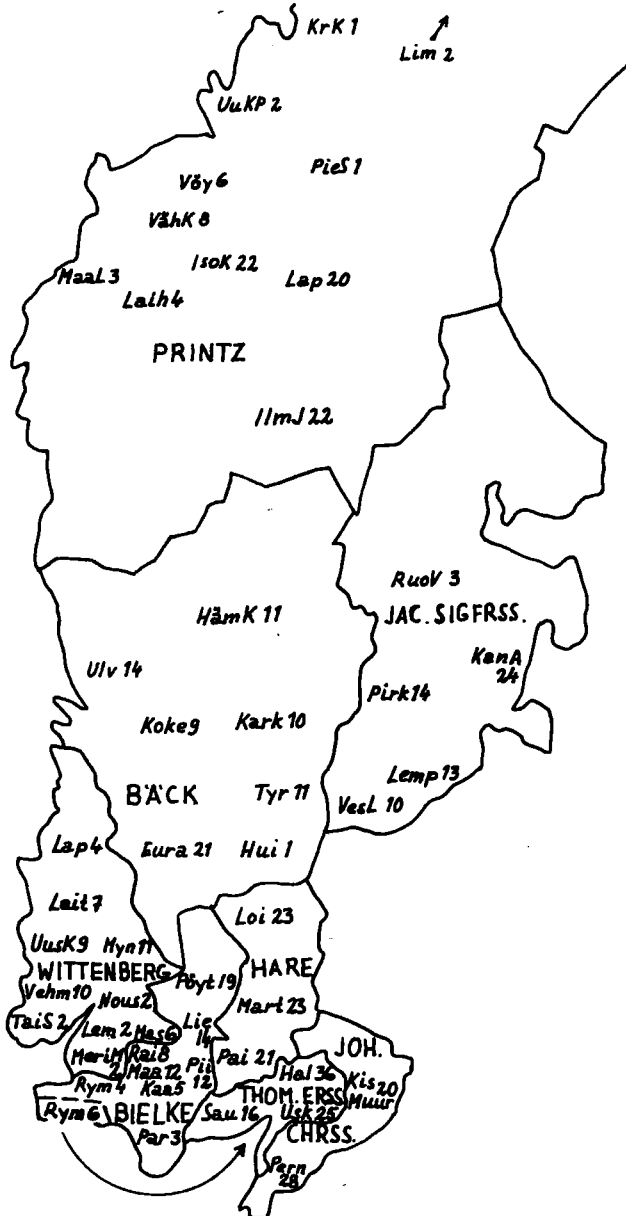 KrK 1
Lim 2
UuKP 2
PieS 1
Vöy 6
VähK 8
IsoK 22
MaaL 3
Lap 20
Laih 4
PRINTZ
IlmJ 22
RuoV 3
HämK 11
JAC. SIGFRSS.
KanA
24
Ulv 14
Pirk 14
Koke 9
Kark 10
Lemp 13
BÄCK
Tyr 11
VesL 10
Lap 4
Eura 21
Hui 1
Lait 7
Loi 23
UusK 9
Myn 11
WITTENBERG
HARE
Pöyt 19
Vehm 10
Nous 2
Mart 23
TaiS 2
Lem 2
Mas 6
Lie
14
JOH.
MeriM
2
Rai 8
Pai 21
Maa 12
Pii
12
Hal 36
Kis
20
Rym 4
Kaa 5
THOM. ERSS.
Muur
Rym 6
BIELKE
Sau 16
Usk 25
CHRSS.
Par 3
Pern
28